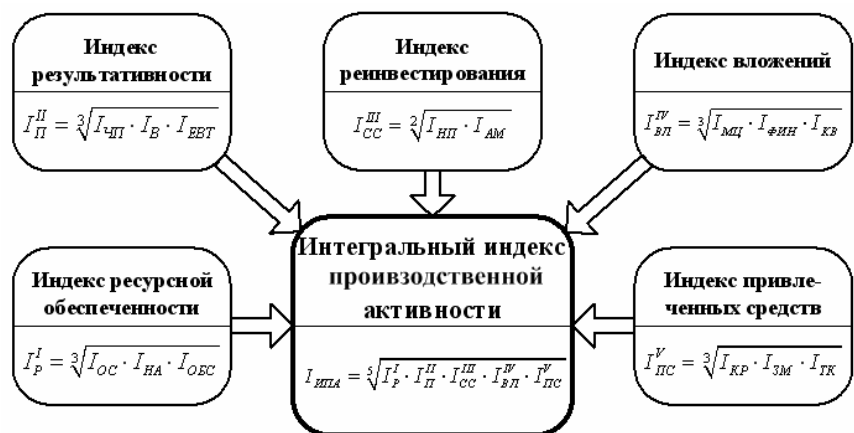 Индекс
результативности
I_П^II = ∛(I_ЧП · I_В · I_ЕВТ)
Индекс
реинвестирования
I_СС^III = ²√(I_НП · I_АМ)
Индекс вложений
I_ВЛ^IV = ∛(I_МЦ · I_ФИН · I_КВ)
Индекс ресурсной
обеспеченности
I_Р^I = ∛(I_ОС · I_НА · I_ОБС)
Интегральный индекс
проивзодственной
активности
I_ИПА = ⁵√(I_Р^I · I_П^II · I_СС^III · I_ВЛ^IV · I_ПС^V)
Индекс привле-
ченных средств
I_ПС^V = ∛(I_КР · I_ЗМ · I_ТК)